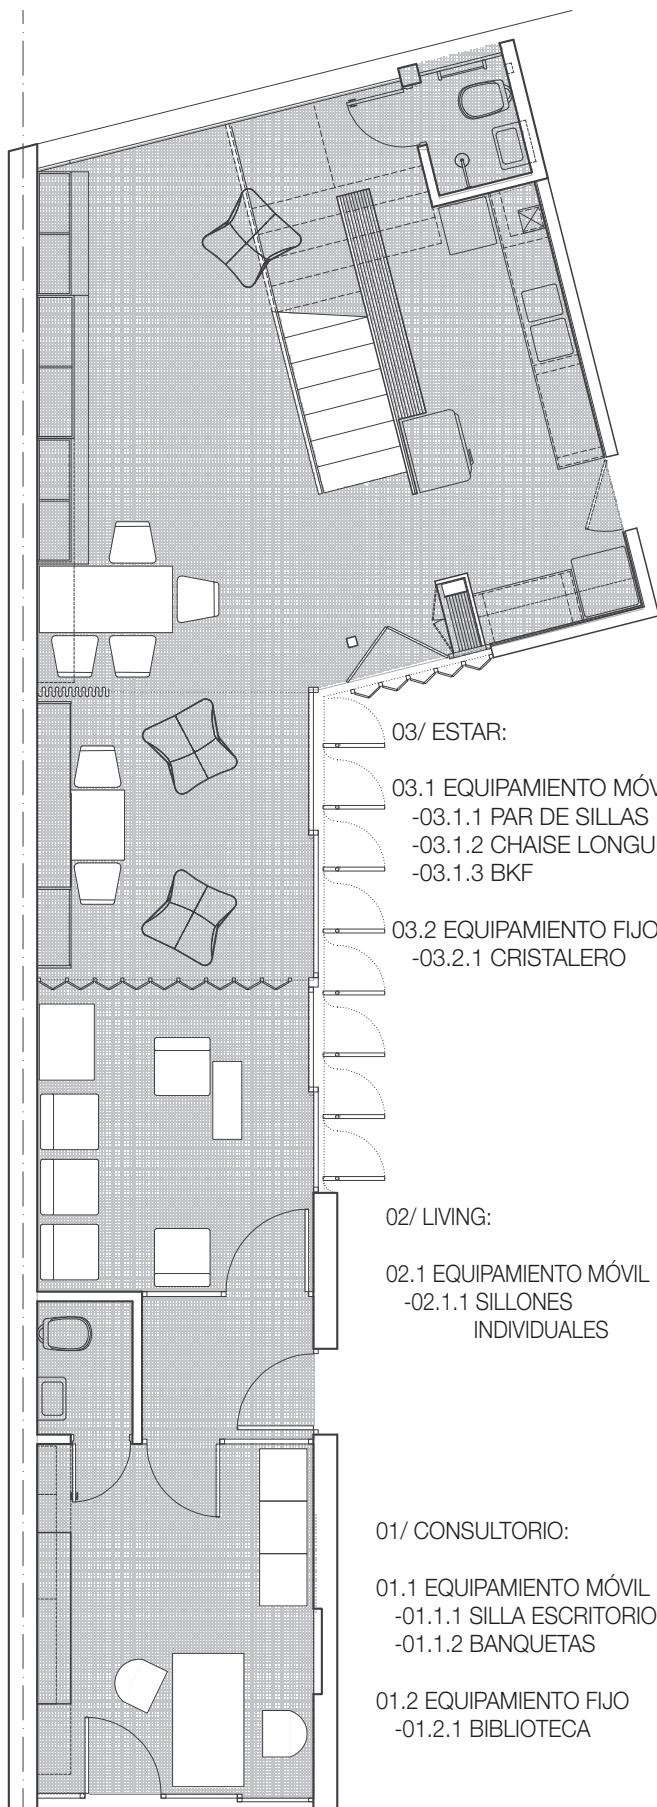 03/ ESTAR:
03.1 EQUIPAMIENTO MÓV
-03.1.1 PAR DE SILLAS
-03.1.2 CHAISE LONGU
-03.1.3 BKF
03.2 EQUIPAMIENTO FIJO
-03.2.1 CRISTALERO
02/ LIVING:
02.1 EQUIPAMIENTO MÓVIL
-02.1.1 SILLONES
INDIVIDUALES
01/ CONSULTORIO:
01.1 EQUIPAMIENTO MÓVIL
-01.1.1 SILLA ESCRITORIO
-01.1.2 BANQUETAS
01.2 EQUIPAMIENTO FIJO
-01.2.1 BIBLIOTECA